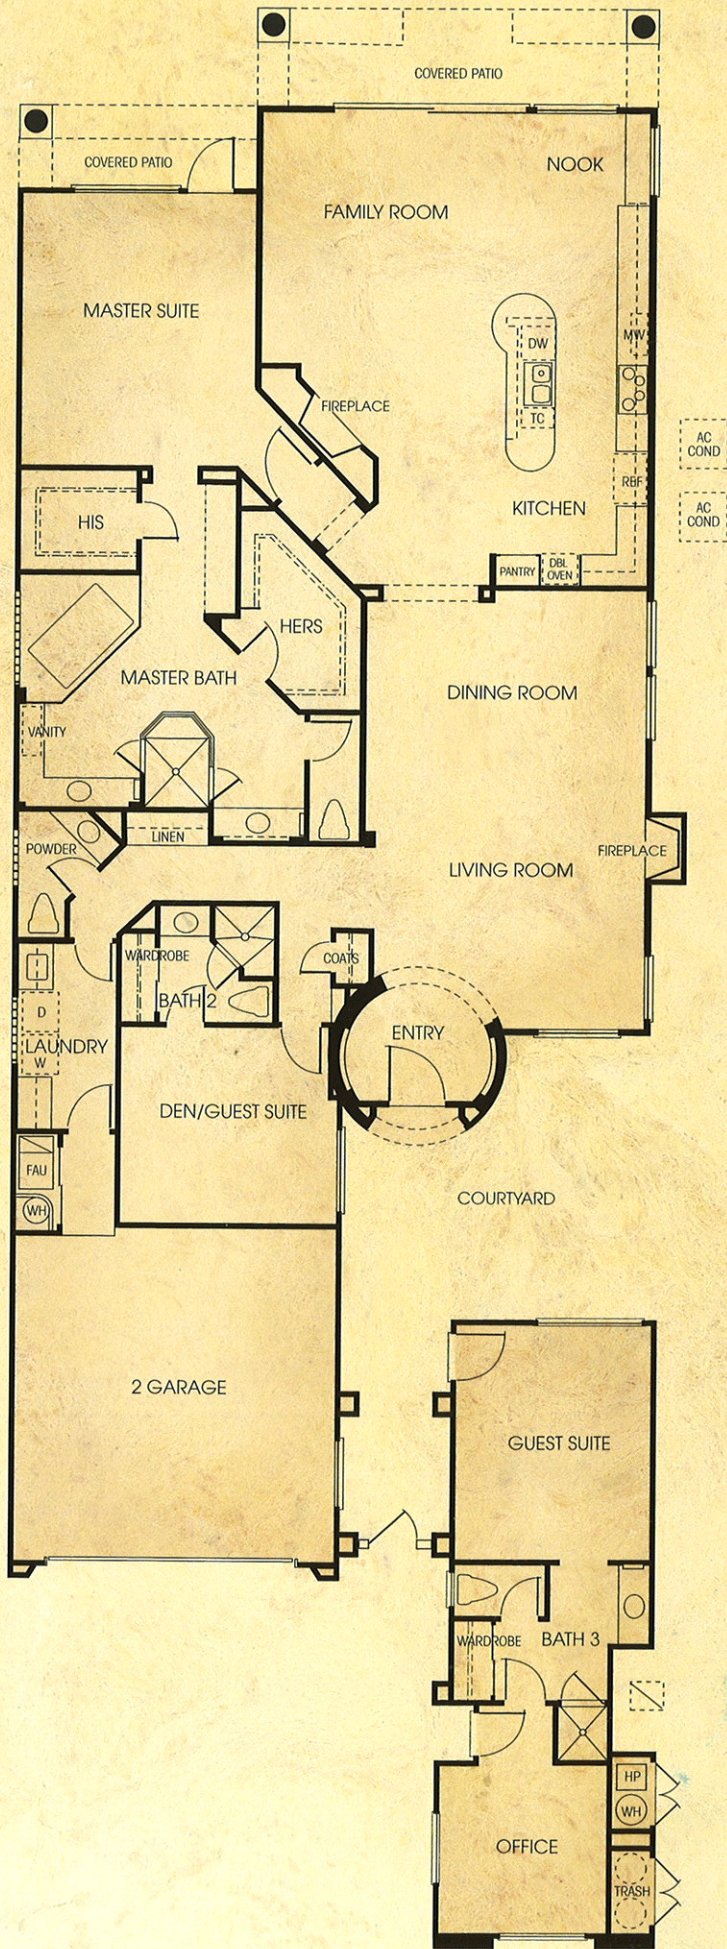 COVERED PATIO
COVERED PATIO
NOOK
FAMILY ROOM
MASTER SUITE
DW
MW
TC
FIREPLACE
AC
COND
REF
HIS
KITCHEN
AC
COND
PANTRY
DBL
OVEN
HERS
MASTER BATH
DINING ROOM
VANITY
LINEN
POWDER
FIREPLACE
LIVING ROOM
WARDROBE
COATS
BATH 2
D
ENTRY
LAUNDRY
W
DEN/GUEST SUITE
FAU
WH
COURTYARD
2 GARAGE
GUEST SUITE
WARDROBE
BATH 3
HP
WH
OFFICE
TRASH